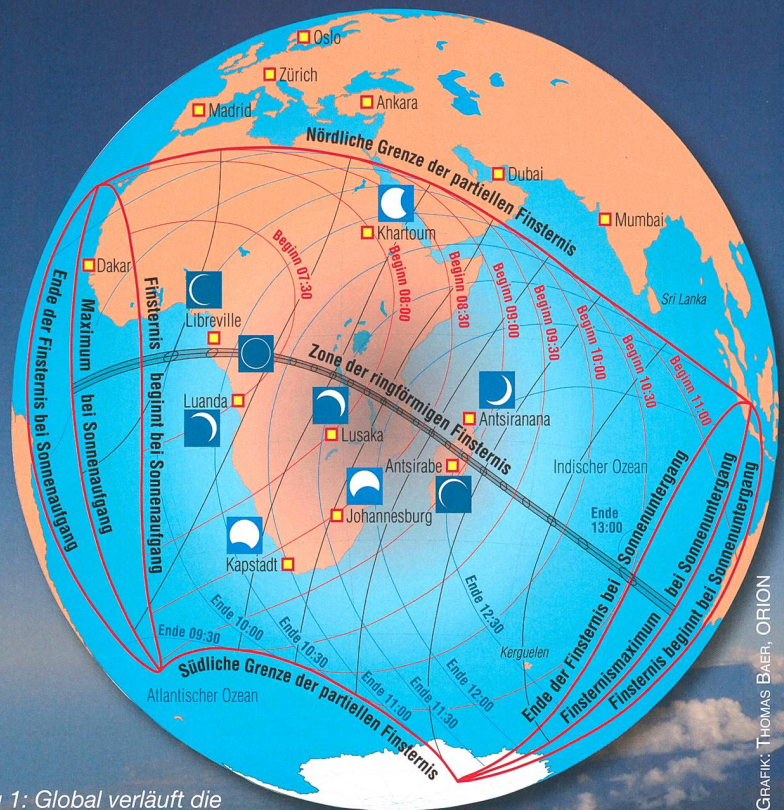 Oslo
Zürich
Madrid
Ankara
Nördliche Grenze der partiellen Finsternis
Dubai
Mumbai
Khartoum
Dakar
Sri Lanka
Beginn 07:30
Beginn 08:00
Beginn 08:30
Beginn 09:00
Beginn 09:30
Beginn 10:00
Beginn 10:30
Beginn 11:00
Ende der Finsternis bei Sonnenaufgang
Maximum bei Sonnenaufgang
Finsternis beginnt bei Sonnenaufgang
Libreville
Zone der ringförmigen Finsternis
Luanda
Lusaka
Antsiranana
Antsirabe
Indischer Ozean
Johannesburg
Kapstadt
Ende
13:00
Ende 12:30
Kerguelen
Ende der Finsternis bei Sonnenuntergang
Finsternismaximum bei Sonnenuntergang
Finsternis beginnt bei Sonnenuntergang
Ende 09:30
Ende 10:00
Ende 10:30
Ende 11:00
Ende 11:30
Ende 12:00
Südliche Grenze der partiellen Finsternis
Atlantischer Ozean
1: Global verläuft die
GRAFIK: THOMAS BAER, ORION